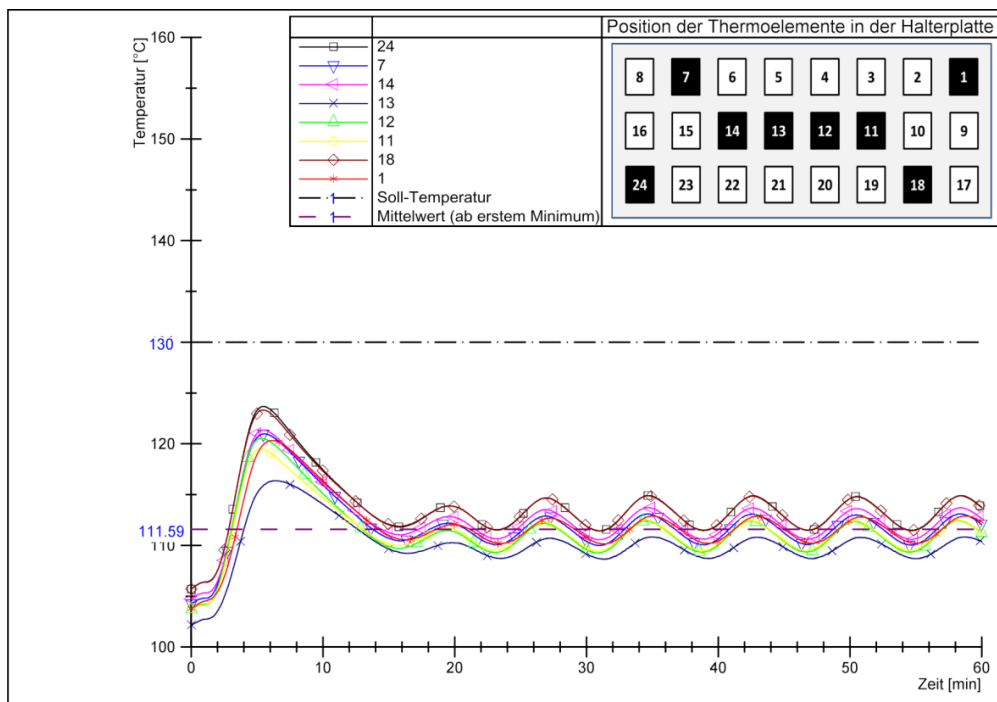 Position der Thermoelemente in der Halterplatte
24
7
14
13
12
11
18
1
Soll-Temperatur
Mittelwert (ab erstem Minimum)
8 7 6 5 4 3 2 1
16 15 14 13 12 11 10 9
24 23 22 21 20 19 18 17
Temperatur [°C]
160
150
140
130
120
111.59
110
100
0 10 20 30 40 50 60
Zeit [min]